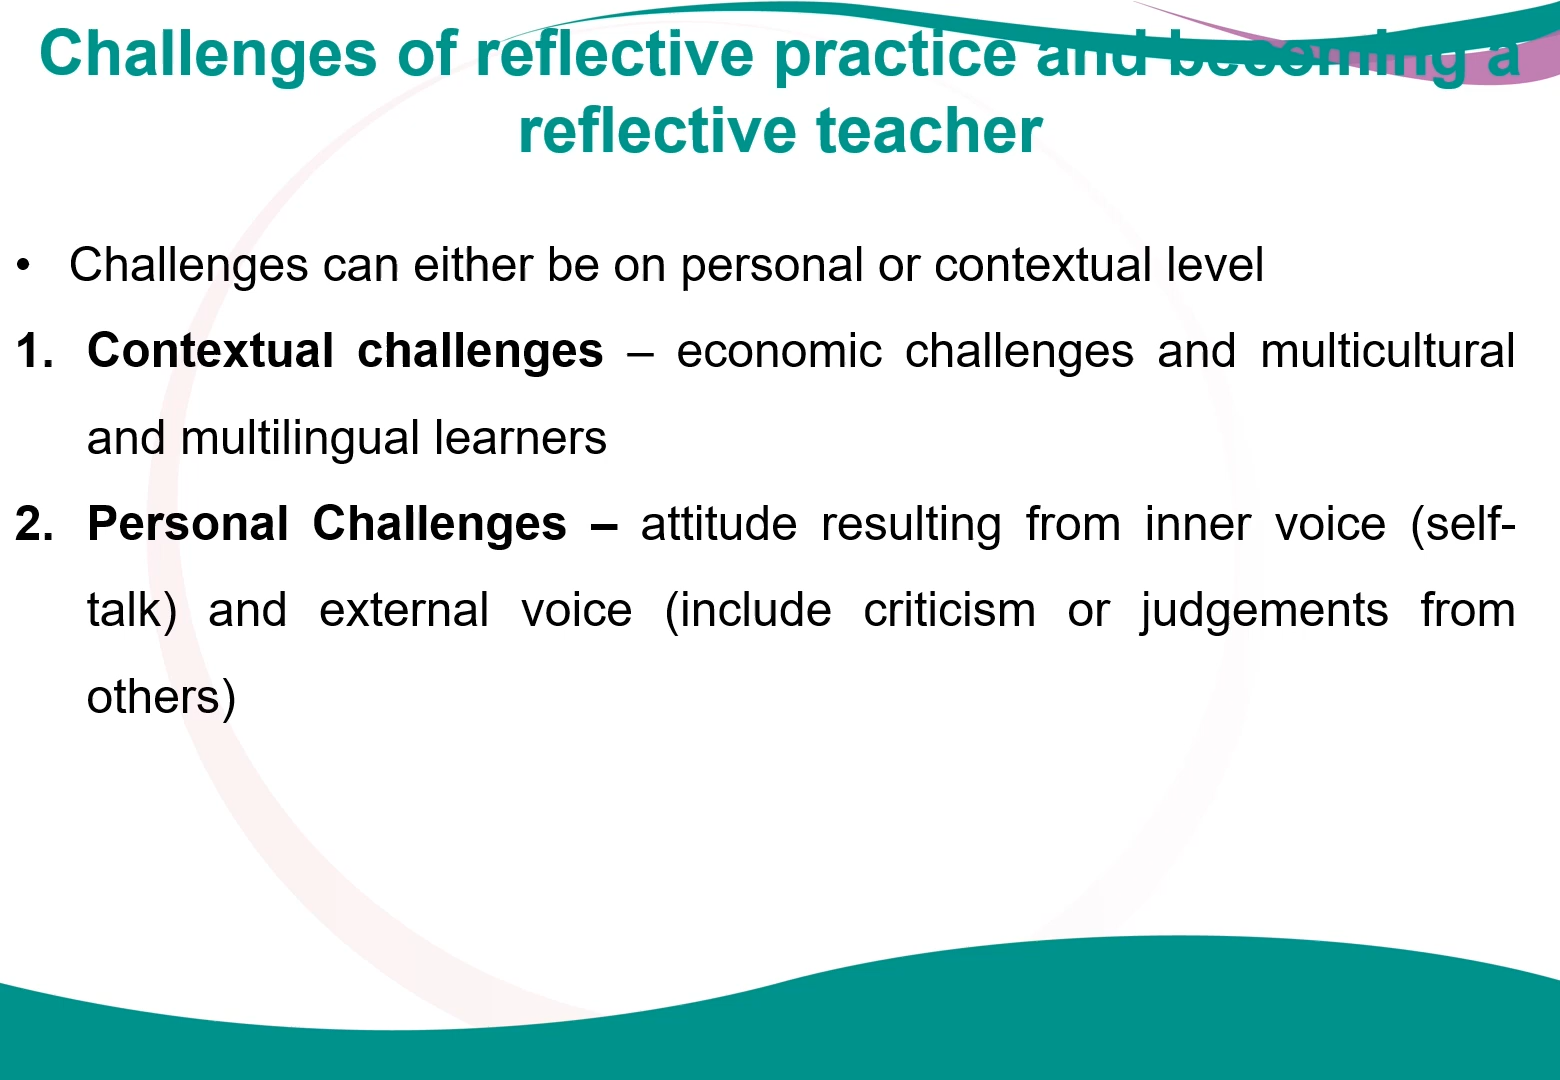 Challenges of reflective practice and becoming a
reflective teacher
• Challenges can either be on personal or contextual level
1. Contextual challenges – economic challenges and multicultural
and multilingual learners
2. Personal Challenges – attitude resulting from inner voice (self-
talk) and external voice (include criticism or judgements from
others)